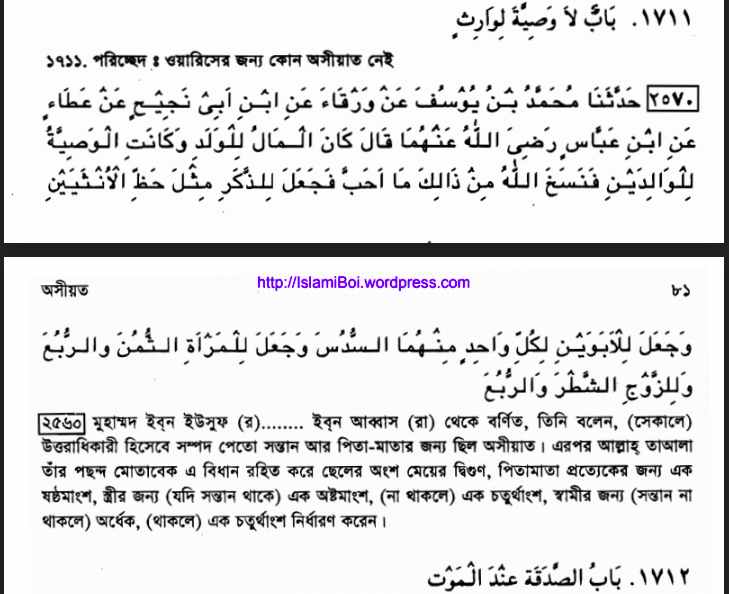 ١٧١١. بَابٌ لاَ وَصِيَّةَ لِوَارِثٍ
১৭১১. পরিচ্ছেদ : ওয়ারিসের জন্য কোন অসীয়াত নেই
٢٥٧٠ حَدَّثَنَا مُحَمَّدُ بْنُ يُوْسُفَ عَنْ وَرْقَاءَ عَنِ ابْنِ اَبِىْ نَجِيْحٍ عَنْ عَطَاءٍ
عَنِ ابْنِ عَبَّاسٍ رَضِىَ اللّٰهُ عَنْهُمَا قَالَ كَانَ الْمَالُ لِلْوَلَدِ وَكَانَتِ الْوَصِيَّةُ
لِلْوَالِدَيْنِ فَنَسَخَ اللّٰهُ مِنْ ذَالِكَ مَا اَحَبَّ فَجَعَلَ لِلذَّكَرِ مِثْلَ حَظِّ الْاُنْثَيَيْنِ
অসীয়ত http://IslamiBoi.wordpress.com ৮১
وَجَعَلَ لِلْاَبَوَيْنِ لِكُلِّ وَاحِدٍ مِنْهُمَا السُّدُسَ وَجَعَلَ لِلْمَرْاَةِ الثُّمُنَ وَالرُّبُعَ
وَلِلزَّوْجِ الشَّطْرَ وَالرُّبُعَ
২৫৬০ মুহাম্মদ ইব্‌ন ইউসুফ (র)........ ইব্‌ন আব্বাস (রা) থেকে বর্ণিত, তিনি বলেন, (সেকালে)
উত্তরাধিকারী হিসেবে সম্পদ পেতো সন্তান আর পিতা-মাতার জন্য ছিল অসীয়াত। এরপর আল্লাহ্ তাআলা
তাঁর পছন্দ মোতাবেক এ বিধান রহিত করে ছেলের অংশ মেয়ের দ্বিগুণ, পিতামাতা প্রত্যেকের জন্য এক
ষষ্ঠমাংশ, স্ত্রীর জন্য (যদি সন্তান থাকে) এক অষ্টমাংশ, (না থাকলে) এক চতুর্থাংশ, স্বামীর জন্য (সন্তান না
থাকলে) অর্ধেক, (থাকলে) এক চতুর্থাংশ নির্ধারণ করেন।
١٧١٢. بَابُ الصَّدَقَةِ عِنْدَ الْمَوْتِ